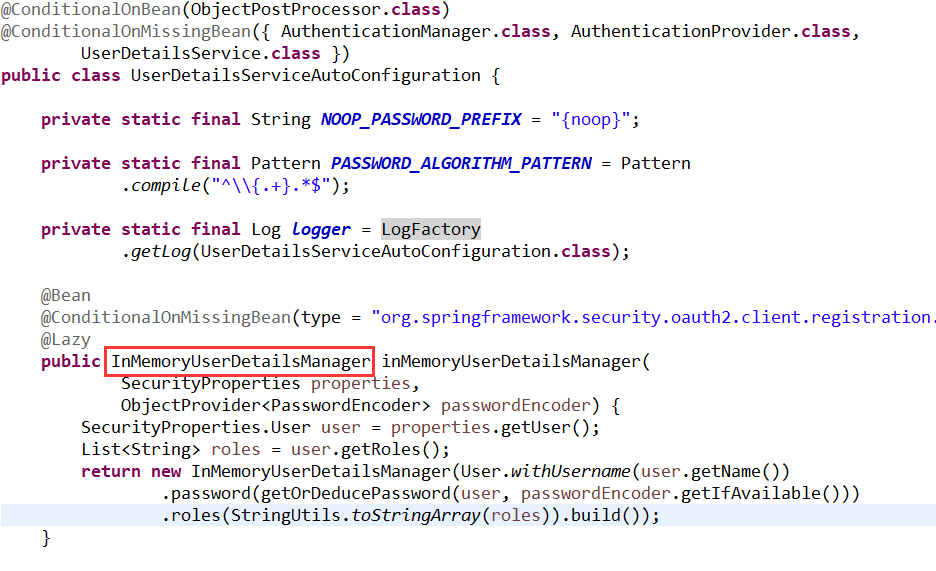 @ConditionalOnBean(ObjectPostProcessor.class)
@ConditionalOnMissingBean({ AuthenticationManager.class, AuthenticationProvider.class,
        UserDetailsService.class })
public class UserDetailsServiceAutoConfiguration {

    private static final String NOOP_PASSWORD_PREFIX = "{noop}";

    private static final Pattern PASSWORD_ALGORITHM_PATTERN = Pattern
            .compile("^\\{.+}.*$");

    private static final Log logger = LogFactory
            .getLog(UserDetailsServiceAutoConfiguration.class);

    @Bean
    @ConditionalOnMissingBean(type = "org.springframework.security.oauth2.client.registration.
    @Lazy
    public InMemoryUserDetailsManager inMemoryUserDetailsManager(
            SecurityProperties properties,
            ObjectProvider<PasswordEncoder> passwordEncoder) {
        SecurityProperties.User user = properties.getUser();
        List<String> roles = user.getRoles();
        return new InMemoryUserDetailsManager(User.withUsername(user.getName())
                .password(getOrDeducePassword(user, passwordEncoder.getIfAvailable()))
                .roles(StringUtils.toStringArray(roles)).build());
    }